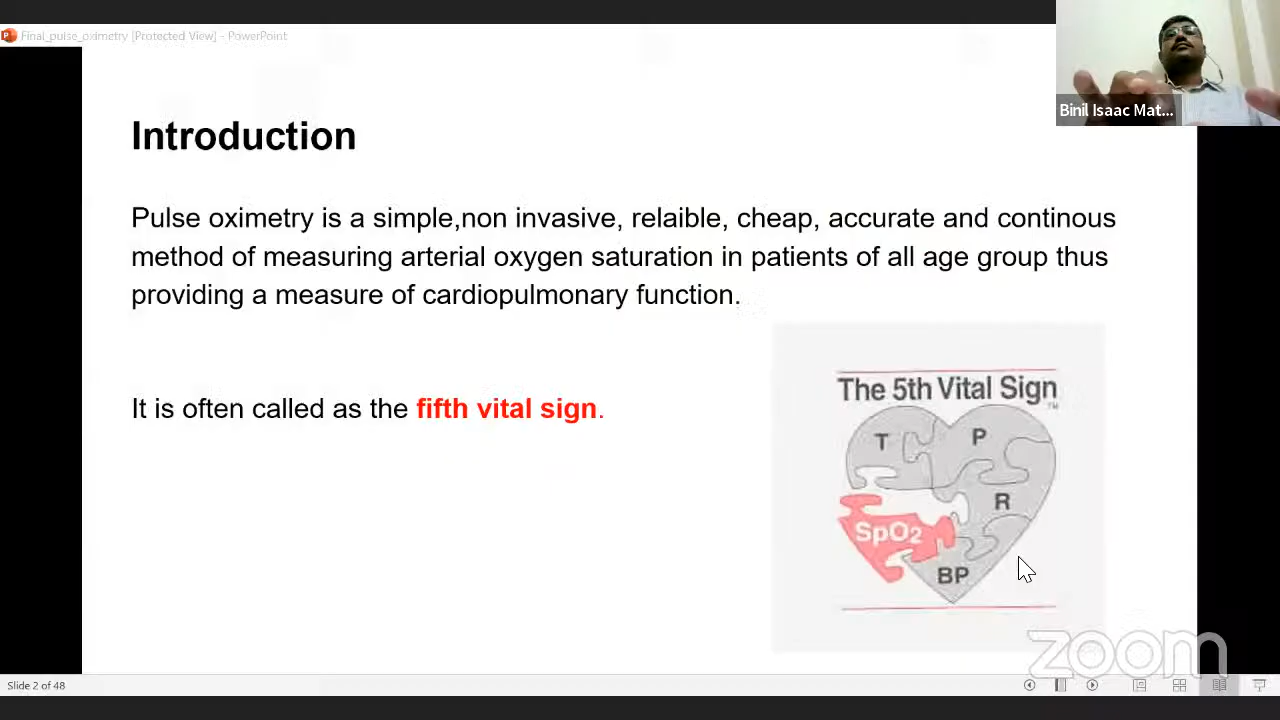 Final_pulse_oximetry [Protected View] - PowerPoint
Binil Isaac Mat...
Introduction
Pulse oximetry is a simple,non invasive, relaible, cheap, accurate and continous
method of measuring arterial oxygen saturation in patients of all age group thus
providing a measure of cardiopulmonary function.
It is often called as the fifth vital sign.
The 5th Vital Sign
TM
T
P
R
SpO2
BP
zoom
Slide 2 of 48